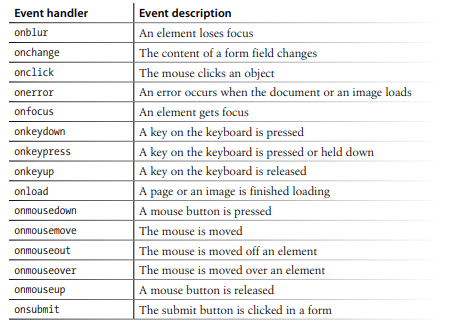 Event handler Event description
onblur An element loses focus
onchange The content of a form field changes
onclick The mouse clicks an object
onerror An error occurs when the document or an image loads
onfocus An element gets focus
onkeydown A key on the keyboard is pressed
onkeypress A key on the keyboard is pressed or held down
onkeyup A key on the keyboard is released
onload A page or an image is finished loading
onmousedown A mouse button is pressed
onmousemove The mouse is moved
onmouseout The mouse is moved off an element
onmouseover The mouse is moved over an element
onmouseup A mouse button is released
onsubmit The submit button is clicked in a form